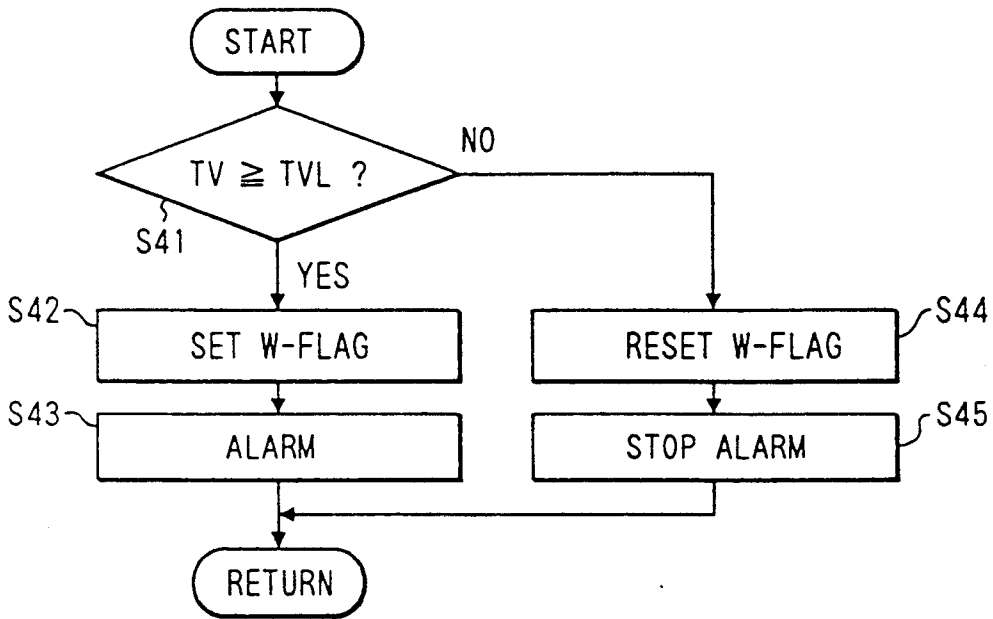 START
TV ≧ TVL ?
NO
S41
YES
S42
SET W-FLAG
S44
RESET W-FLAG
S43
ALARM
S45
STOP ALARM
RETURN